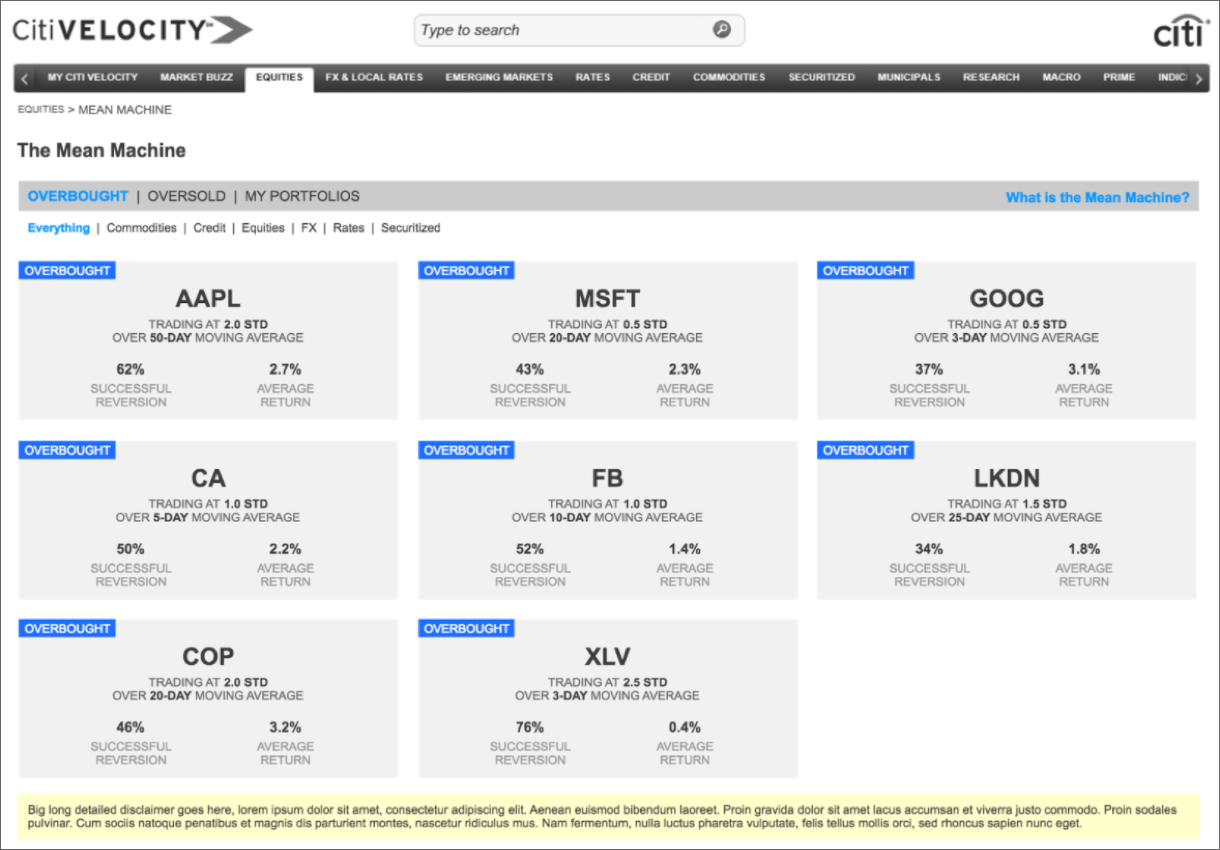 CitiVELOCITY℠
Type to search
citi®
MY CITI VELOCITY MARKET BUZZ EQUITIES FX & LOCAL RATES EMERGING MARKETS RATES CREDIT COMMODITIES SECURITIZED MUNICIPALS RESEARCH MACRO PRIME INDIC
EQUITIES > MEAN MACHINE
The Mean Machine
OVERBOUGHT | OVERSOLD | MY PORTFOLIOS What is the Mean Machine?
Everything | Commodities | Credit | Equities | FX | Rates | Securitized
OVERBOUGHT
AAPL
TRADING AT 2.0 STD
OVER 50-DAY MOVING AVERAGE
62% 2.7%
SUCCESSFUL AVERAGE
REVERSION RETURN
OVERBOUGHT
MSFT
TRADING AT 0.5 STD
OVER 20-DAY MOVING AVERAGE
43% 2.3%
SUCCESSFUL AVERAGE
REVERSION RETURN
OVERBOUGHT
GOOG
TRADING AT 0.5 STD
OVER 3-DAY MOVING AVERAGE
37% 3.1%
SUCCESSFUL AVERAGE
REVERSION RETURN
OVERBOUGHT
CA
TRADING AT 1.0 STD
OVER 5-DAY MOVING AVERAGE
50% 2.2%
SUCCESSFUL AVERAGE
REVERSION RETURN
OVERBOUGHT
FB
TRADING AT 1.0 STD
OVER 10-DAY MOVING AVERAGE
52% 1.4%
SUCCESSFUL AVERAGE
REVERSION RETURN
OVERBOUGHT
LKDN
TRADING AT 1.5 STD
OVER 25-DAY MOVING AVERAGE
34% 1.8%
SUCCESSFUL AVERAGE
REVERSION RETURN
OVERBOUGHT
COP
TRADING AT 2.0 STD
OVER 20-DAY MOVING AVERAGE
46% 3.2%
SUCCESSFUL AVERAGE
REVERSION RETURN
OVERBOUGHT
XLV
TRADING AT 2.5 STD
OVER 3-DAY MOVING AVERAGE
76% 0.4%
SUCCESSFUL AVERAGE
REVERSION RETURN
Big long detailed disclaimer goes here, lorem ipsum dolor sit amet, consectetur adipiscing elit. Aenean euismod bibendum laoreet. Proin gravida dolor sit amet lacus accumsan et viverra justo commodo. Proin sodales
pulvinar. Cum sociis natoque penatibus et magnis dis parturient montes, nascetur ridiculus mus. Nam fermentum, nulla luctus pharetra vulputate, felis tellus mollis orci, sed rhoncus sapien nunc eget.